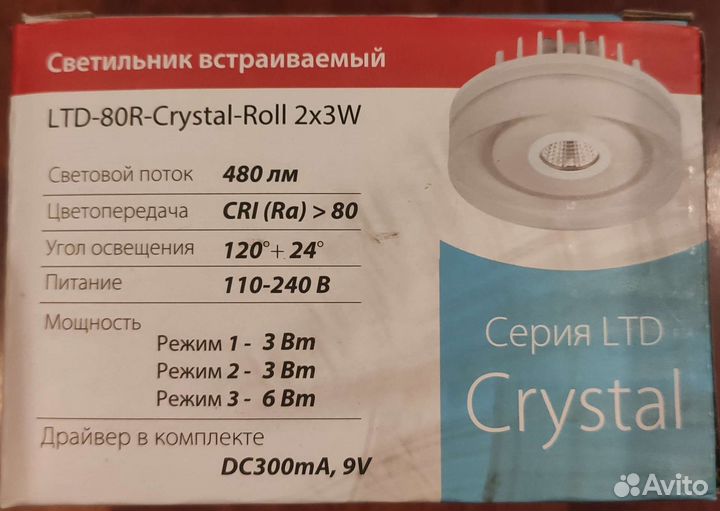 Светильник встраиваемый
LTD-80R-Crystal-Roll 2x3W
Световой поток 480 лм
Цветопередача CRI (Ra) > 80
Угол освещения 120°+ 24°
Питание 110-240 В
Мощность
Режим 1 - 3 Вт
Режим 2 - 3 Вт
Режим 3 - 6 Вт
Драйвер в комплекте
DC300mA, 9V
Серия LTD
Crystal
Avito